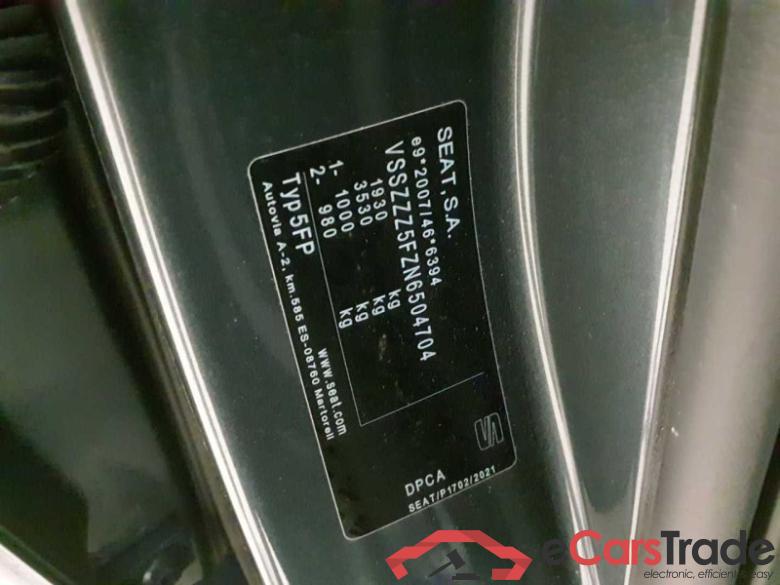 SEAT, S.A.
e9*2007/46*6394
VSSZZZ5FZN6504704
1930 kg
3530 kg
1- 1000 kg
2- 980 kg
Typ5FP www.seat.com
Autovia A-2, km.585 ES-08760 Martorell
DPCA
SEAT/P1702/2021
eCarsTrade
electronic, efficient & easy